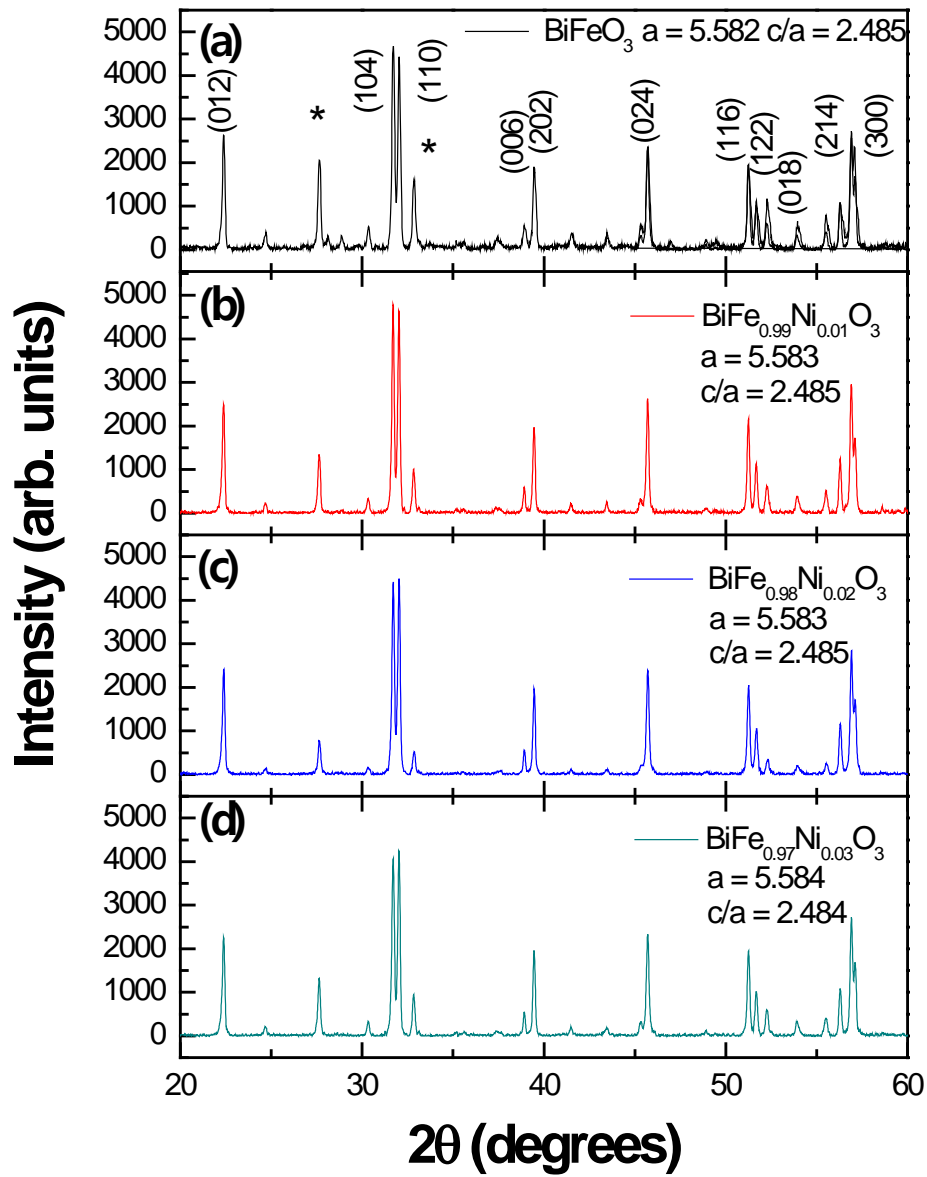 Intensity (arb. units)
(a)
BiFeO3 a = 5.582 c/a = 2.485
(012)
*
(104)
(110)
*
(006)
(202)
(024)
(116)
(122)
(018)
(214)
(300)
5000
4000
3000
2000
1000
0
(b)
BiFe0.99Ni0.01O3
a = 5.583
c/a = 2.485
5000
4000
3000
2000
1000
0
(c)
BiFe0.98Ni0.02O3
a = 5.583
c/a = 2.485
5000
4000
3000
2000
1000
0
(d)
BiFe0.97Ni0.03O3
a = 5.584
c/a = 2.484
5000
4000
3000
2000
1000
0
20 30 40 50 60
2θ (degrees)